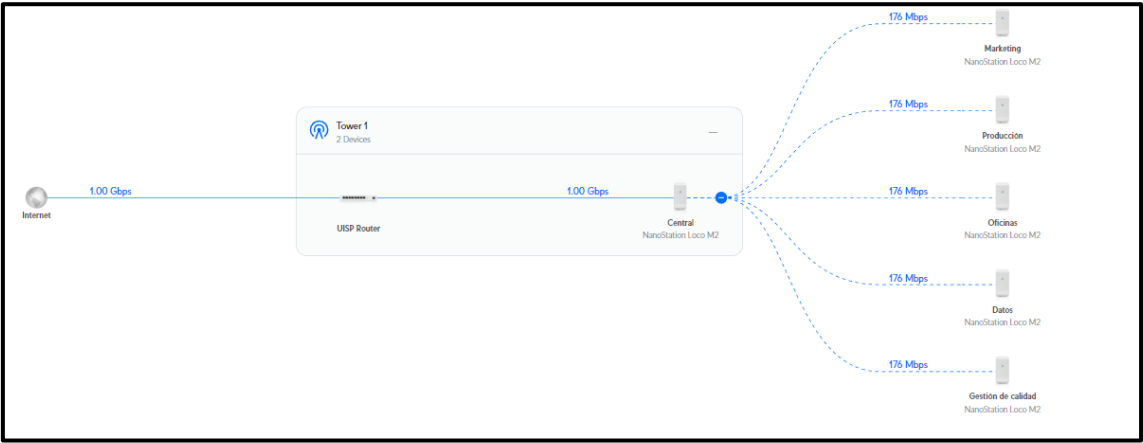 176 Mbps
Marketing
NanoStation Loco M2
176 Mbps
Producción
NanoStation Loco M2
Tower 1
2 Devices
1.00 Gbps
Internet
UISP Router
1.00 Gbps
Central
NanoStation Loco M2
176 Mbps
Oficinas
NanoStation Loco M2
176 Mbps
Datos
NanoStation Loco M2
176 Mbps
Gestión de calidad
NanoStation Loco M2